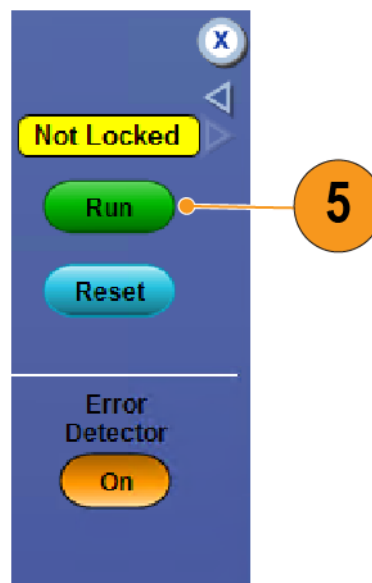 X
Not Locked
Run
5
Reset
Error
Detector
On